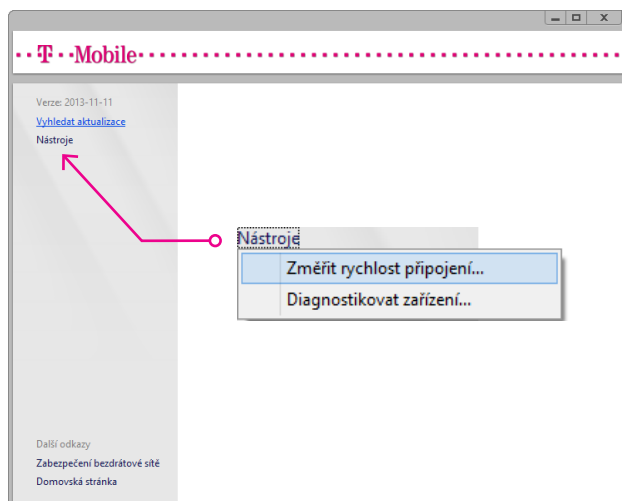 T · · Mobile
Verze: 2013-11-11
Vyhledat aktualizace
Nástroje
Nástroje
Změřit rychlost připojení...
Diagnostikovat zařízení...
Další odkazy
Zabezpečení bezdrátové sítě
Domovská stránka